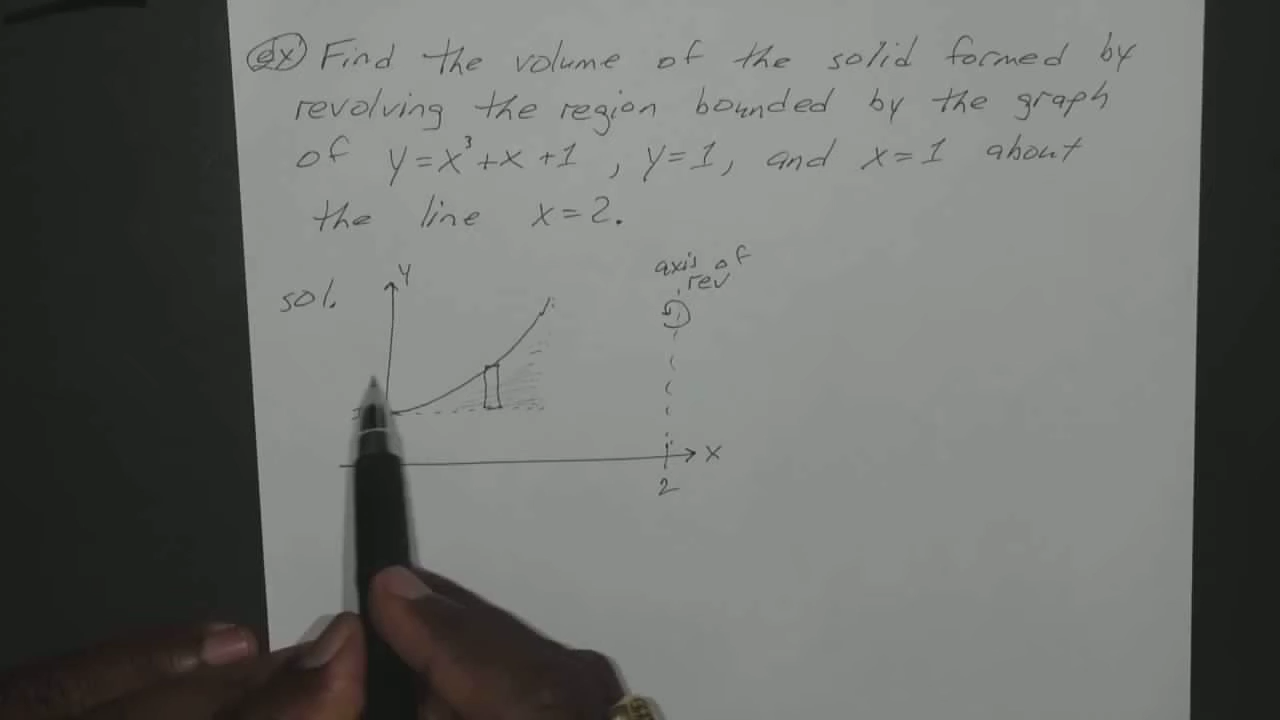 Ex Find the volume of the solid formed by
revolving the region bounded by the graph
of y=x³+x+1, y=1, and x=1 about
the line x=2.
sol.
y
axis of
rev
x
2